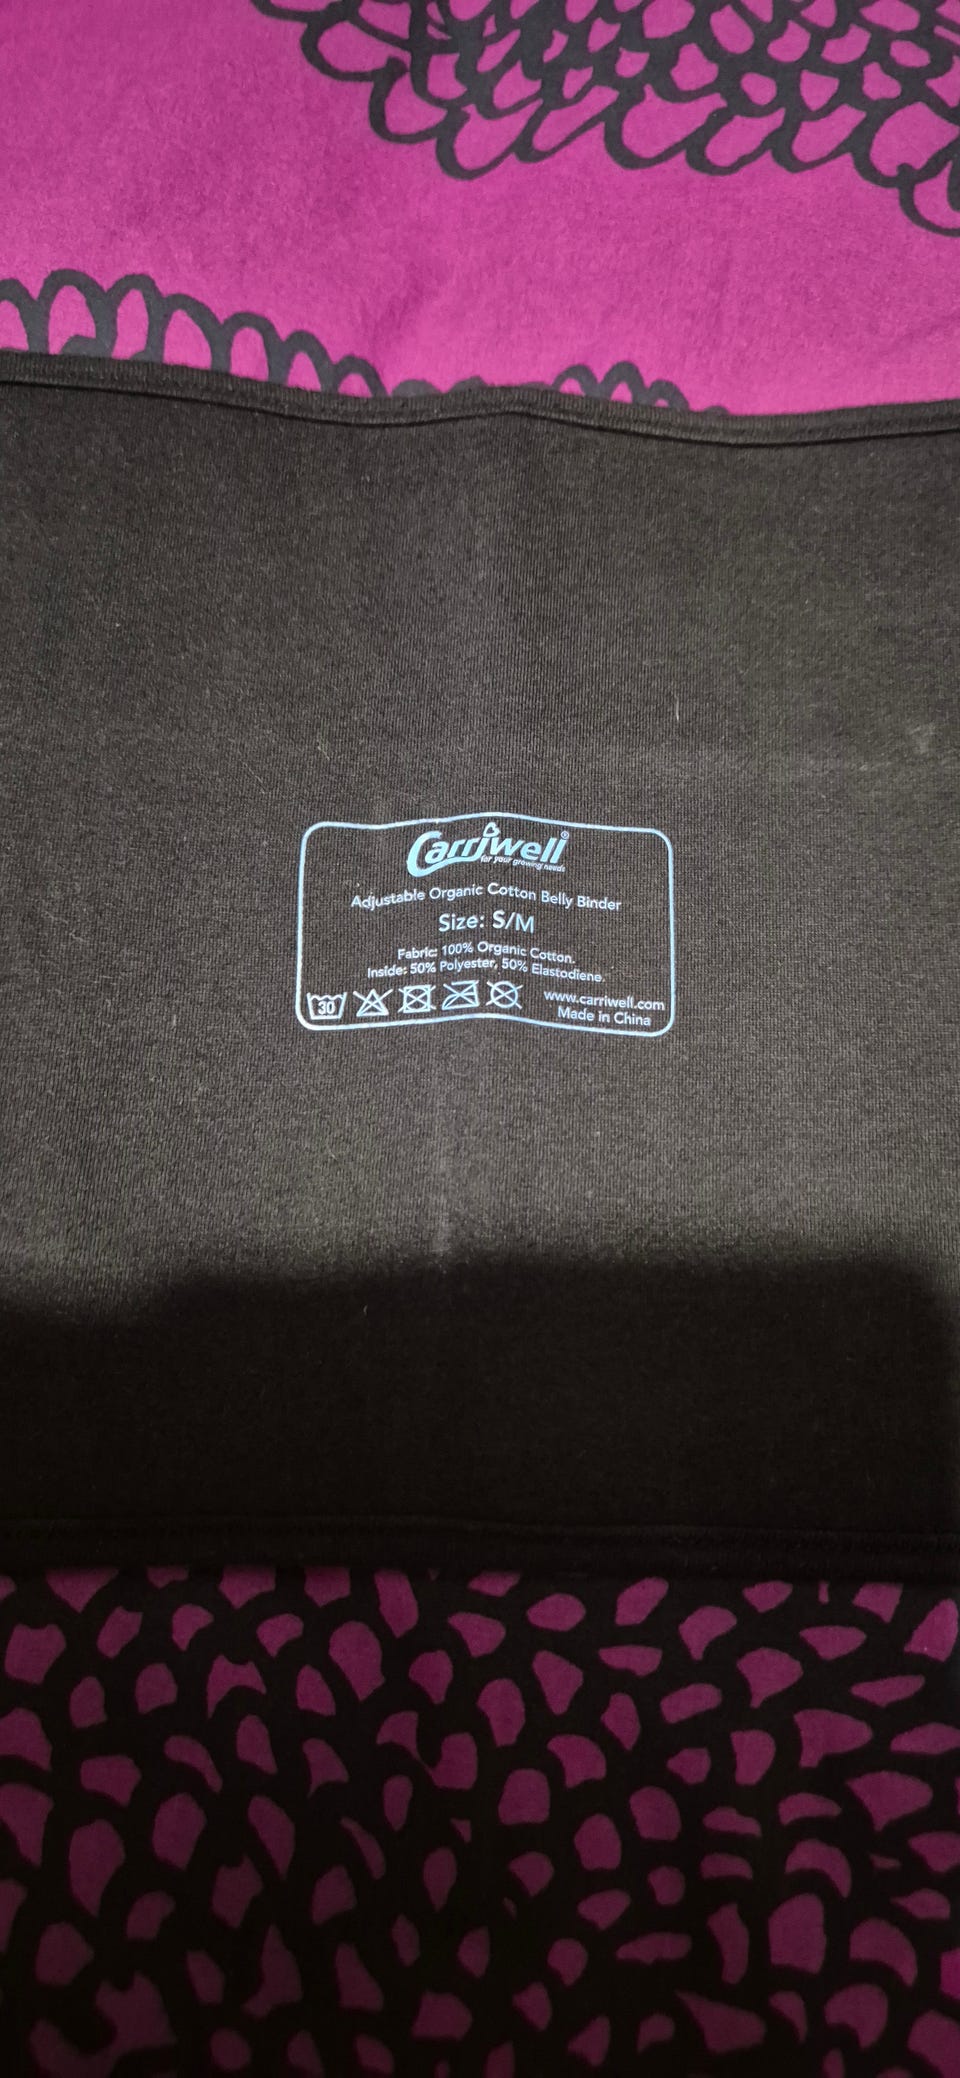 Carriwell®
for your growing needs
Adjustable Organic Cotton Belly Binder
Size: S/M
Fabric: 100% Organic Cotton.
Inside: 50% Polyester, 50% Elastodiene.
30
www.carriwell.com
Made in China